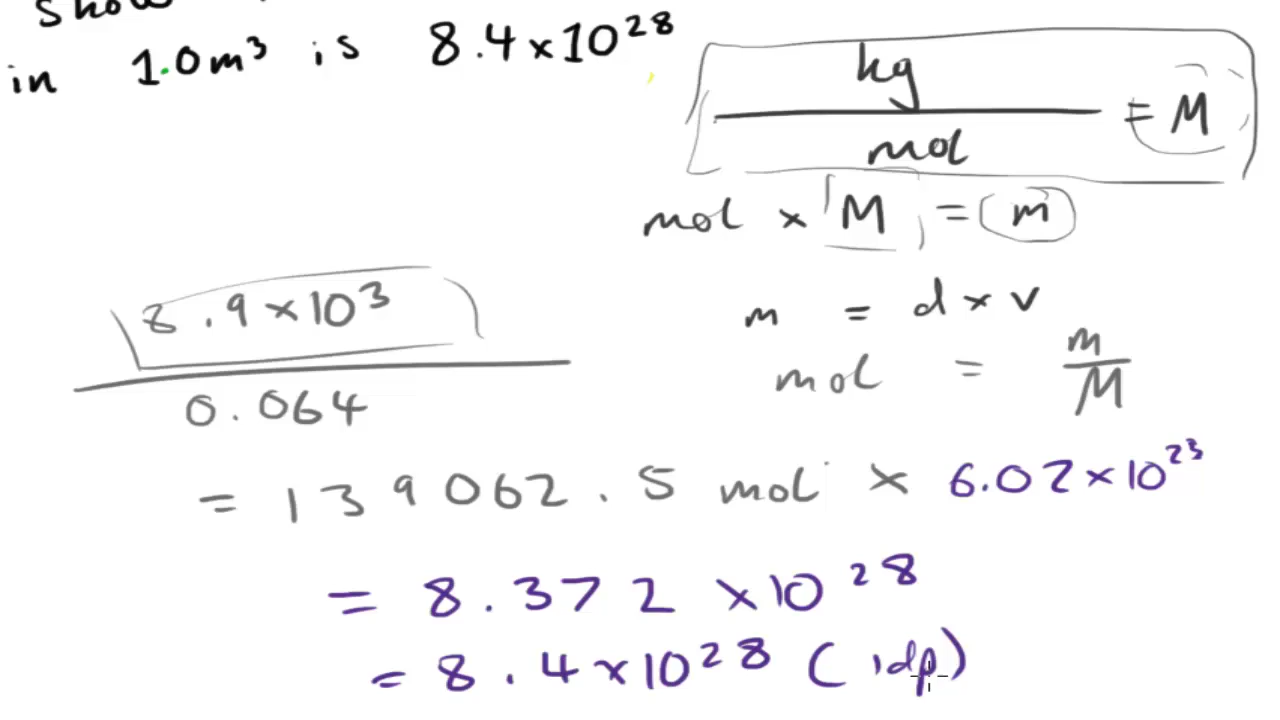 Show
in 1.0m³ is 8.4×10²⁸
kg
mol
= M
mol × M = m
m = d × v
mol = m
M
8.9×10³
0.064
= 139062.5 mol × 6.02×10²³
= 8.372 ×10²⁸
= 8.4×10²⁸ (1dp)